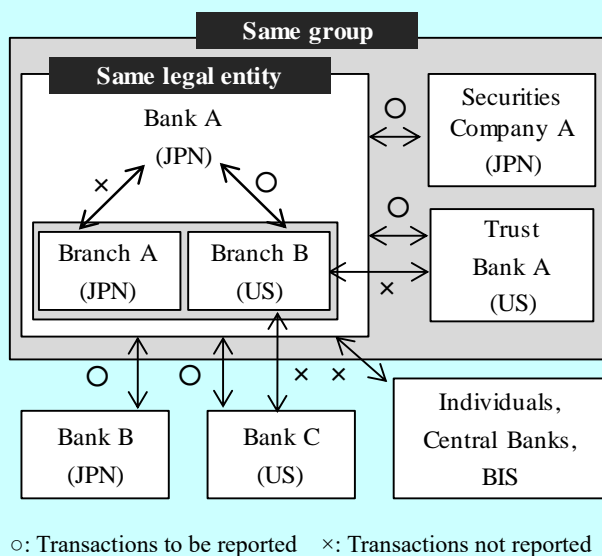 Same group
Same legal entity
Bank A
(JPN)
×
○
Branch A
(JPN)
Branch B
(US)
○
Securities
Company A
(JPN)
○
×
Trust
Bank A
(US)
○
○
×
×
Bank B
(JPN)
Bank C
(US)
Individuals,
Central Banks,
BIS
○: Transactions to be reported ×: Transactions not reported